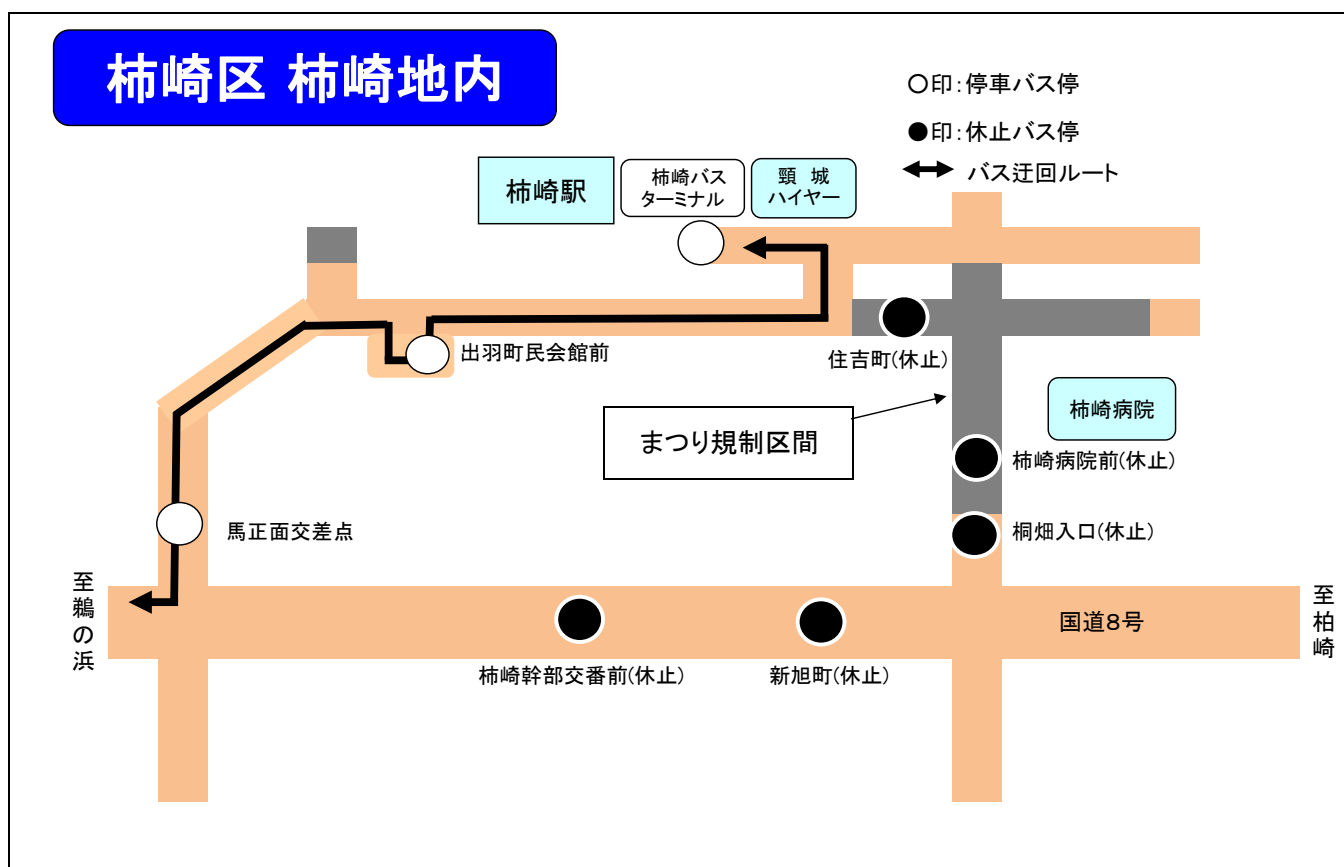 柿崎区 柿崎地内
○印：停車バス停
●印：休止バス停
バス迂回ルート
柿崎駅
柿崎バス
ターミナル
頸 城
ハイヤー
出羽町民会館前
住吉町(休止)
まつり規制区間
柿崎病院
柿崎病院前(休止)
馬正面交差点
桐畑入口(休止)
至鵜の浜
国道８号
至柏崎
柿崎幹部交番前(休止)
新旭町(休止)